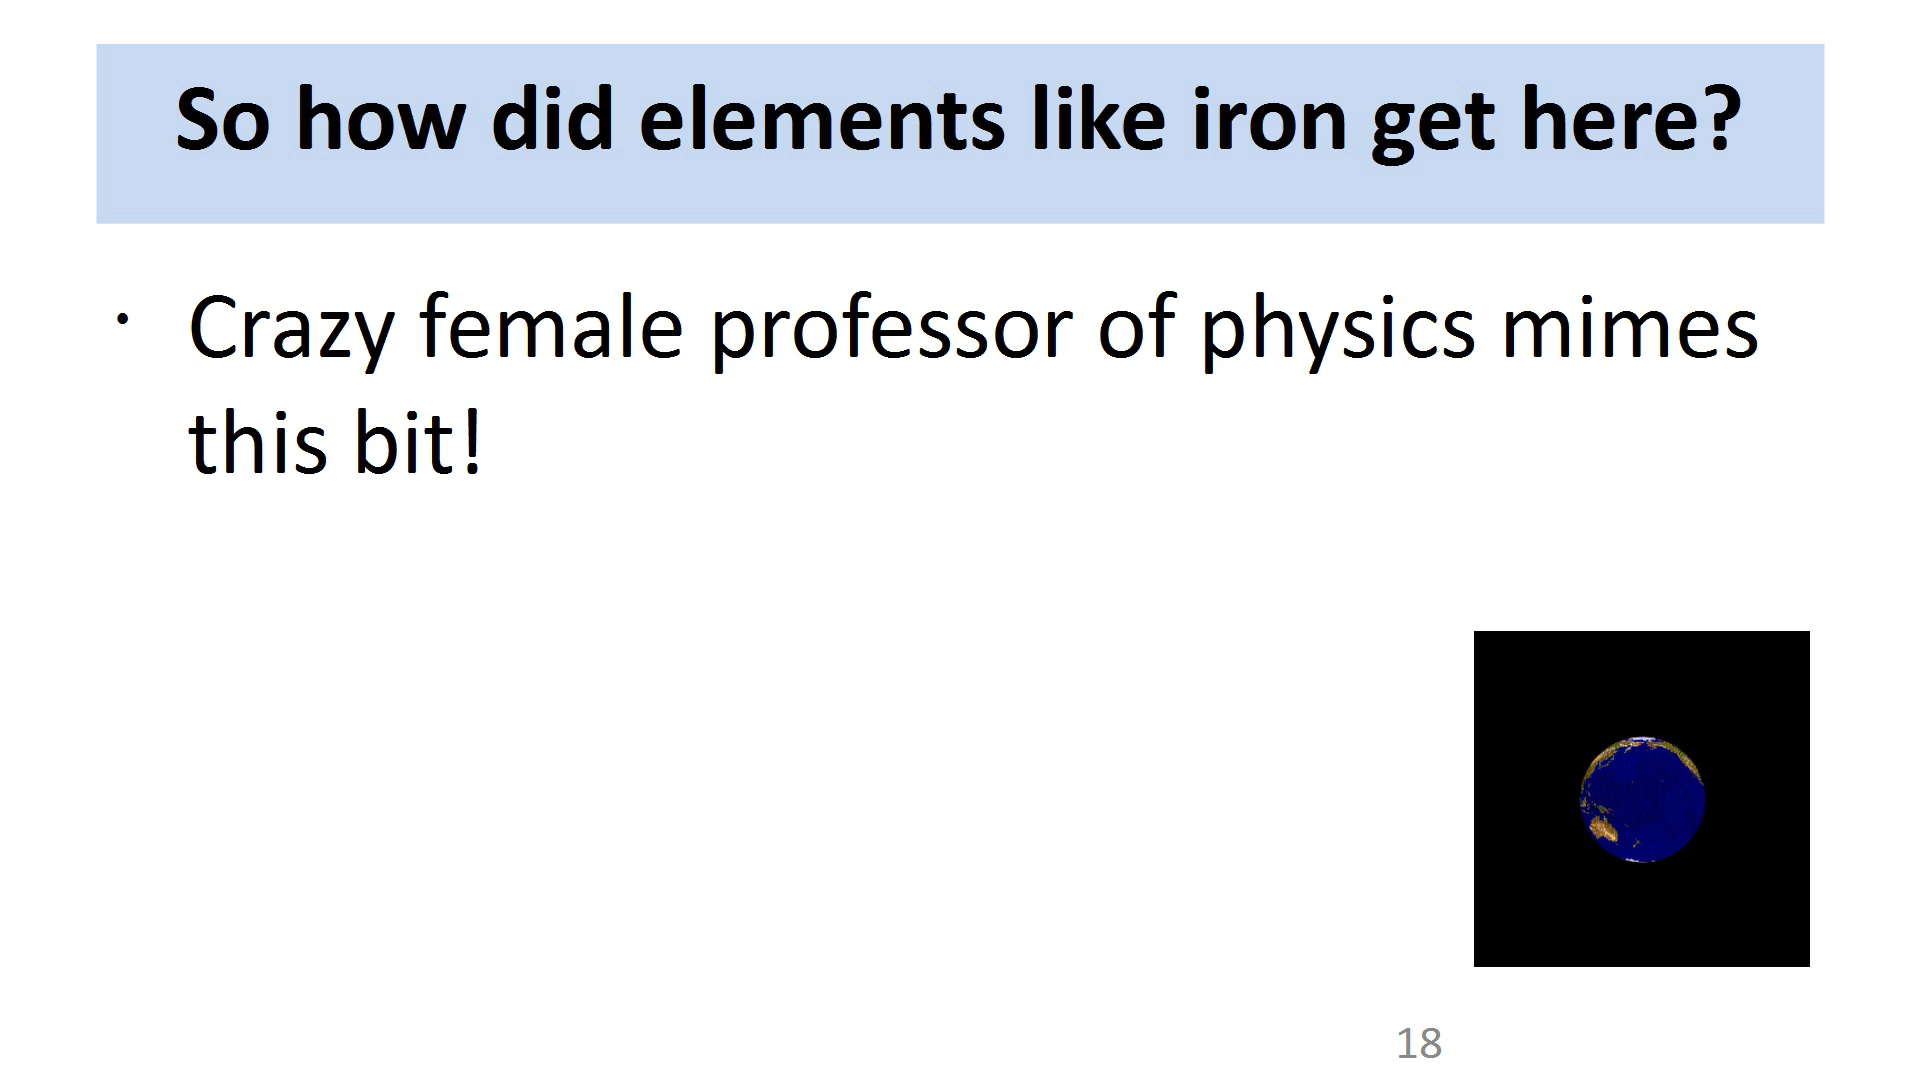 So how did elements like iron get here?
• Crazy female professor of physics mimes
this bit!
18